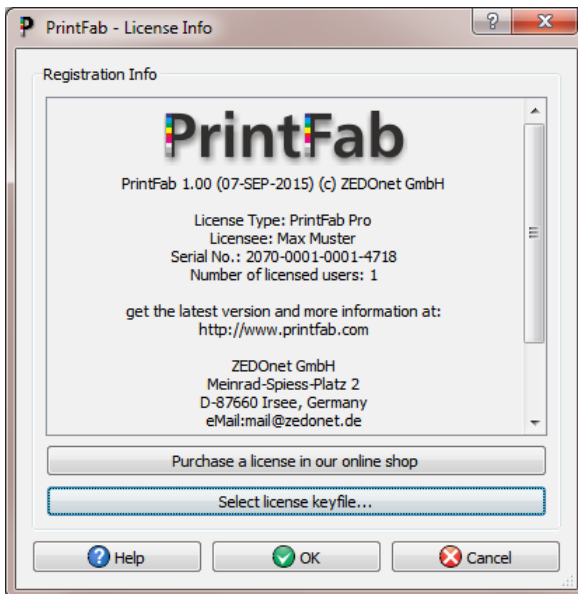 PrintFab - License Info
Registration Info
PrintFab
PrintFab 1.00 (07-SEP-2015) (c) ZEDOnet GmbH
License Type: PrintFab Pro
Licensee: Max Muster
Serial No.: 2070-0001-0001-4718
Number of licensed users: 1
get the latest version and more information at:
http://www.printfab.com
ZEDOnet GmbH
Meinrad-Spiess-Platz 2
D-87660 Irsee, Germany
eMail:mail@zedonet.de
Purchase a license in our online shop
Select license keyfile...
Help OK Cancel